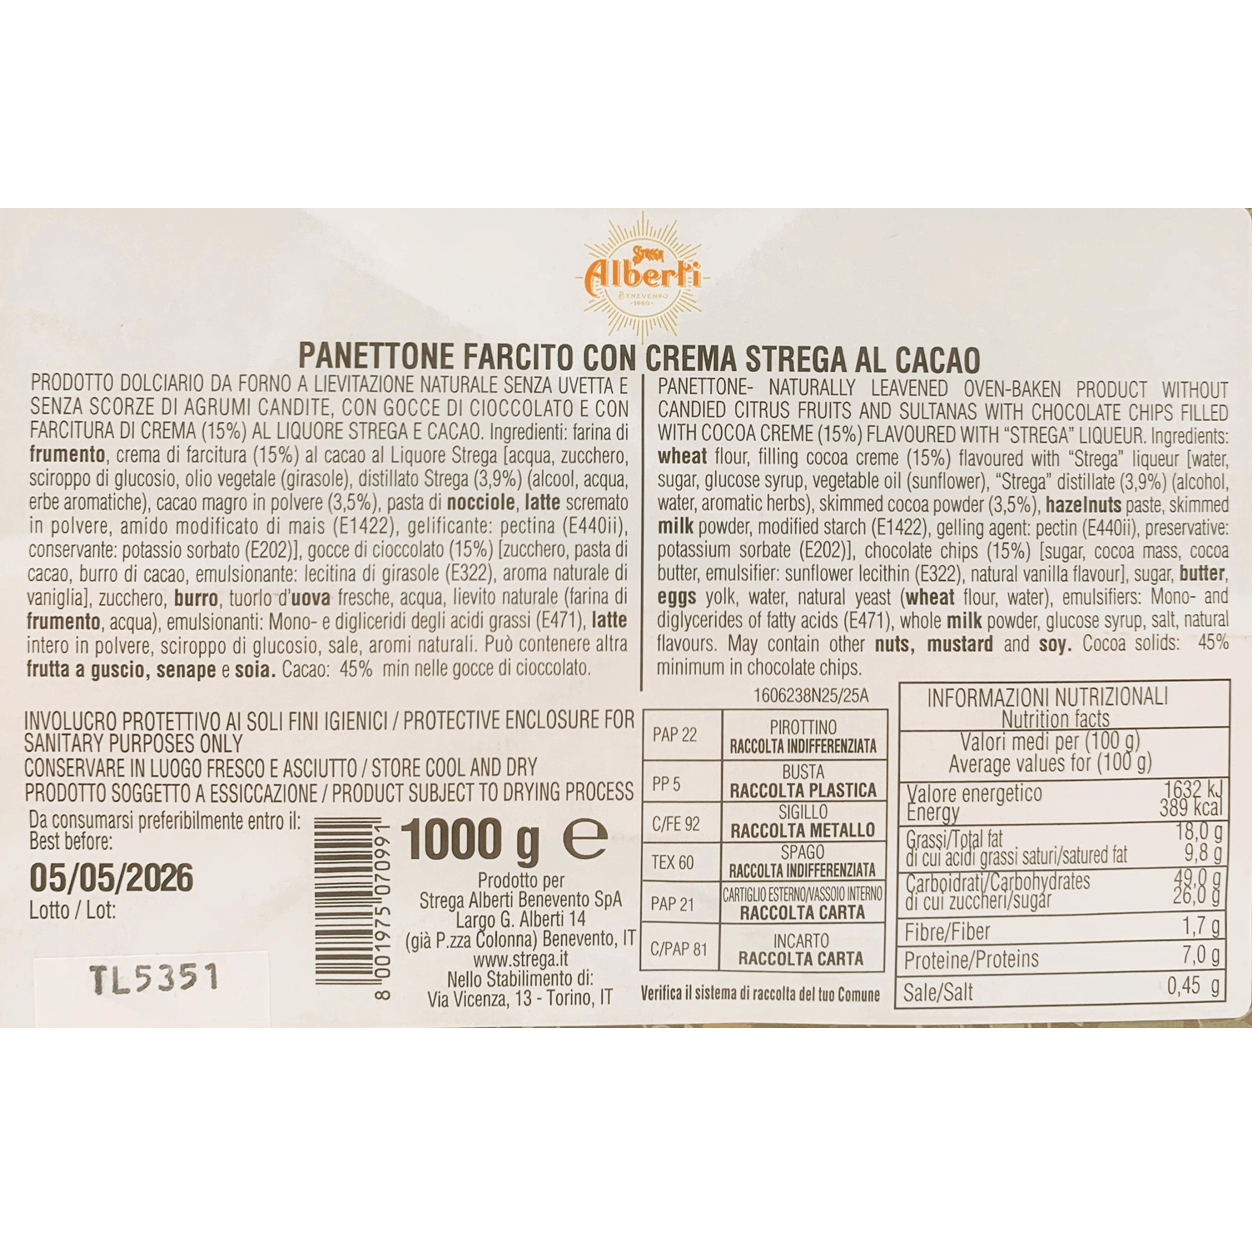 STREGA
Alberti
BENEVENTO
·1860·
PANETTONE FARCITO CON CREMA STREGA AL CACAO
PRODOTTO DOLCIARIO DA FORNO A LIEVITAZIONE NATURALE SENZA UVETTA E
SENZA SCORZE DI AGRUMI CANDITE, CON GOCCE DI CIOCCOLATO E CON
FARCITURA DI CREMA (15%) AL LIQUORE STREGA E CACAO. Ingredienti: farina di
frumento, crema di farcitura (15%) al cacao al Liquore Strega [acqua, zucchero,
sciroppo di glucosio, olio vegetale (girasole), distillato Strega (3,9%) (alcool, acqua,
erbe aromatiche), cacao magro in polvere (3,5%), pasta di nocciole, latte scremato
in polvere, amido modificato di mais (E1422), gelificante: pectina (E440ii),
conservante: potassio sorbato (E202)], gocce di cioccolato (15%) [zucchero, pasta di
cacao, burro di cacao, emulsionante: lecitina di girasole (E322), aroma naturale di
vaniglia], zucchero, burro, tuorlo d'uova fresche, acqua, lievito naturale (farina di
frumento, acqua), emulsionanti: Mono- e digliceridi degli acidi grassi (E471), latte
intero in polvere, sciroppo di glucosio, sale, aromi naturali. Può contenere altra
frutta a guscio, senape e soia. Cacao: 45% min nelle gocce di cioccolato.
PANETTONE- NATURALLY LEAVENED OVEN-BAKEN PRODUCT WITHOUT
CANDIED CITRUS FRUITS AND SULTANAS WITH CHOCOLATE CHIPS FILLED
WITH COCOA CREME (15%) FLAVOURED WITH “STREGA” LIQUEUR. Ingredients:
wheat flour, filling cocoa creme (15%) flavoured with “Strega” liqueur [water,
sugar, glucose syrup, vegetable oil (sunflower), “Strega” distillate (3,9%) (alcohol,
water, aromatic herbs), skimmed cocoa powder (3,5%), hazelnuts paste, skimmed
milk powder, modified starch (E1422), gelling agent: pectin (E440ii), preservative:
potassium sorbate (E202)], chocolate chips (15%) [sugar, cocoa mass, cocoa
butter, emulsifier: sunflower lecithin (E322), natural vanilla flavour], sugar, butter,
eggs yolk, water, natural yeast (wheat flour, water), emulsifiers: Mono- and
diglycerides of fatty acids (E471), whole milk powder, glucose syrup, salt, natural
flavours. May contain other nuts, mustard and soy. Cocoa solids: 45%
minimum in chocolate chips.
1606238N25/25A
INVOLUCRO PROTETTIVO AI SOLI FINI IGIENICI / PROTECTIVE ENCLOSURE FOR
SANITARY PURPOSES ONLY
CONSERVARE IN LUOGO FRESCO E ASCIUTTO / STORE COOL AND DRY
PRODOTTO SOGGETTO A ESSICCAZIONE / PRODUCT SUBJECT TO DRYING PROCESS
Da consumarsi preferibilmente entro il:
Best before:
05/05/2026
Lotto / Lot:
TL5351
8 001975 070991
1000 g e
Prodotto per
Strega Alberti Benevento SpA
Largo G. Alberti 14
(già P.zza Colonna) Benevento, IT
www.strega.it
Nello Stabilimento di:
Via Vicenza, 13 - Torino, IT
PAP 22 PIROTTINO
RACCOLTA INDIFFERENZIATA
PP 5 BUSTA
RACCOLTA PLASTICA
C/FE 92 SIGILLO
RACCOLTA METALLO
TEX 60 SPAGO
RACCOLTA INDIFFERENZIATA
PAP 21 CARTIGLIO ESTERNO/VASSOIO INTERNO
RACCOLTA CARTA
C/PAP 81 INCARTO
RACCOLTA CARTA
Verifica il sistema di raccolta del tuo Comune
INFORMAZIONI NUTRIZIONALI
Nutrition facts
Valori medi per (100 g)
Average values for (100 g)
Valore energetico 1632 kJ
Energy 389 kcal
Grassi/Total fat 18,0 g
di cui acidi grassi saturi/satured fat 9,8 g
Carboidrati/Carbohydrates 49,0 g
di cui zuccheri/sugar 26,0 g
Fibre/Fiber 1,7 g
Proteine/Proteins 7,0 g
Sale/Salt 0,45 g